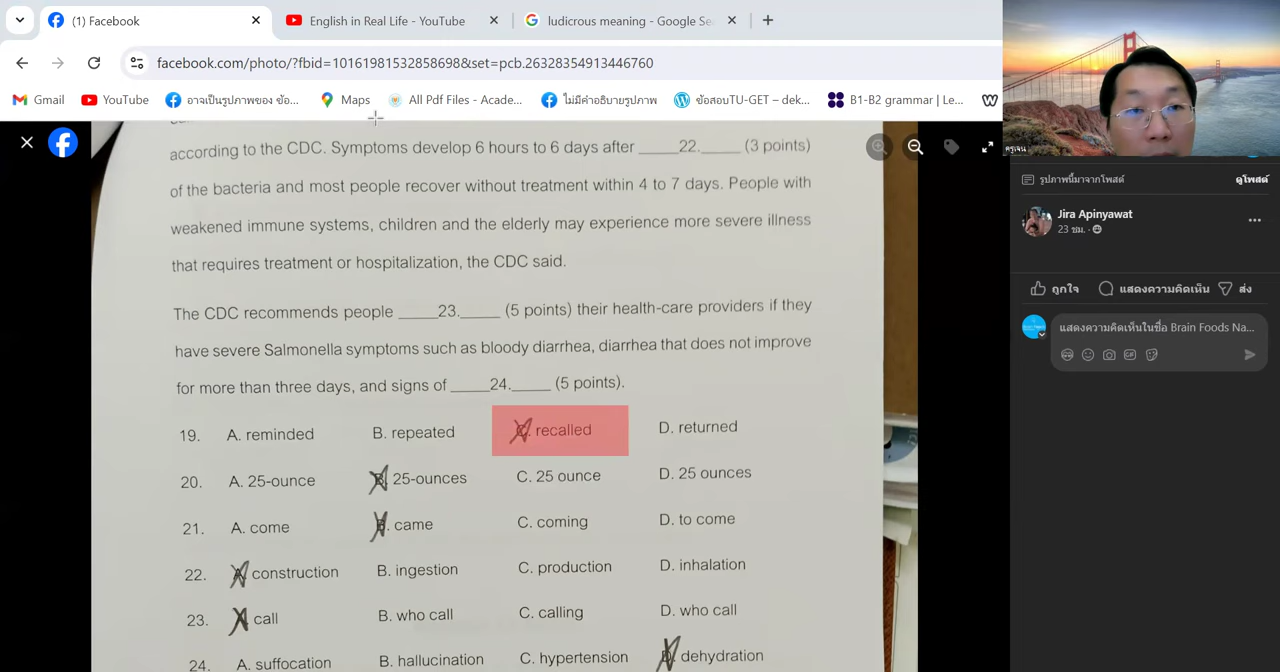 (1) Facebook
English in Real Life - YouTube
ludicrous meaning - Google Se
facebook.com/photo/?fbid=10161981532898698&set=pcb.26328354913446760
Gmail
YouTube
อาจเป็นรูปภาพของ ข้อ...
Maps
All Pdf Files - Acade...
ไม่มีคำอธิบายรูปภาพ
ข้อสอบTU-GET – dek...
B1-B2 grammar | Le...
ครูเจน
according to the CDC. Symptoms develop 6 hours to 6 days after _____22._____ (3 points)
of the bacteria and most people recover without treatment within 4 to 7 days. People with
weakened immune systems, children and the elderly may experience more severe illness
that requires treatment or hospitalization, the CDC said.
The CDC recommends people _____23._____ (5 points) their health-care providers if they
have severe Salmonella symptoms such as bloody diarrhea, diarrhea that does not improve
for more than three days, and signs of _____24._____ (5 points).
19. A. reminded B. repeated C. recalled D. returned
20. A. 25-ounce B. 25-ounces C. 25 ounce D. 25 ounces
21. A. come B. came C. coming D. to come
22. A. construction B. ingestion C. production D. inhalation
23. A. call B. who call C. calling D. who call
24. A. suffocation B. hallucination C. hypertension D. dehydration
รูปภาพนี้มาจากโพสต์
ดูโพสต์
Jira Apinyawat
23 ชม. ·
ถูกใจ
แสดงความคิดเห็น
ส่ง
แสดงความคิดเห็นในชื่อ Brain Foods Na...